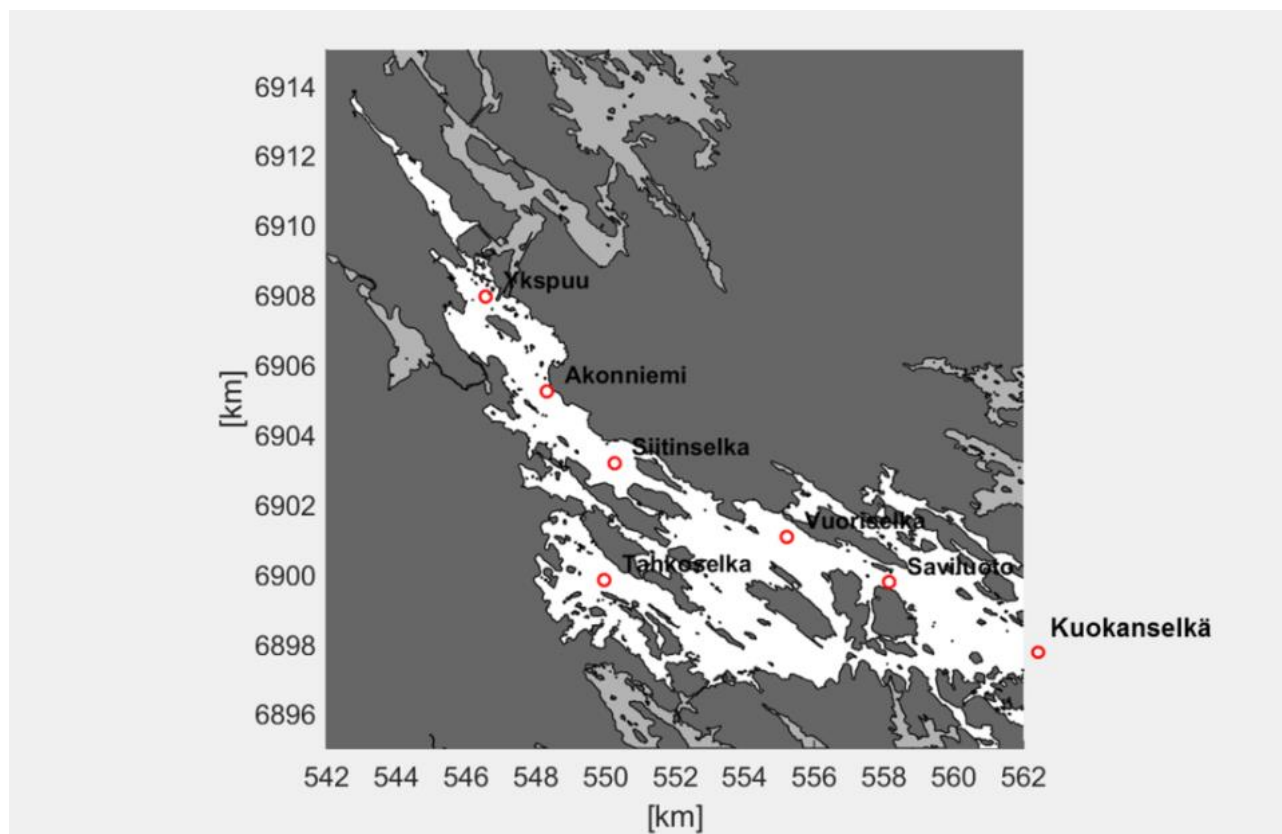 6914
6912
6910
6908
6906
6904
6902
6900
6898
6896
[km]
Ykspuu
Akonniemi
Siitinselka
Vuoriselka
Tahkoselka
Saviluoto
Kuokanselkä
542 544 546 548 550 552 554 556 558 560 562
[km]